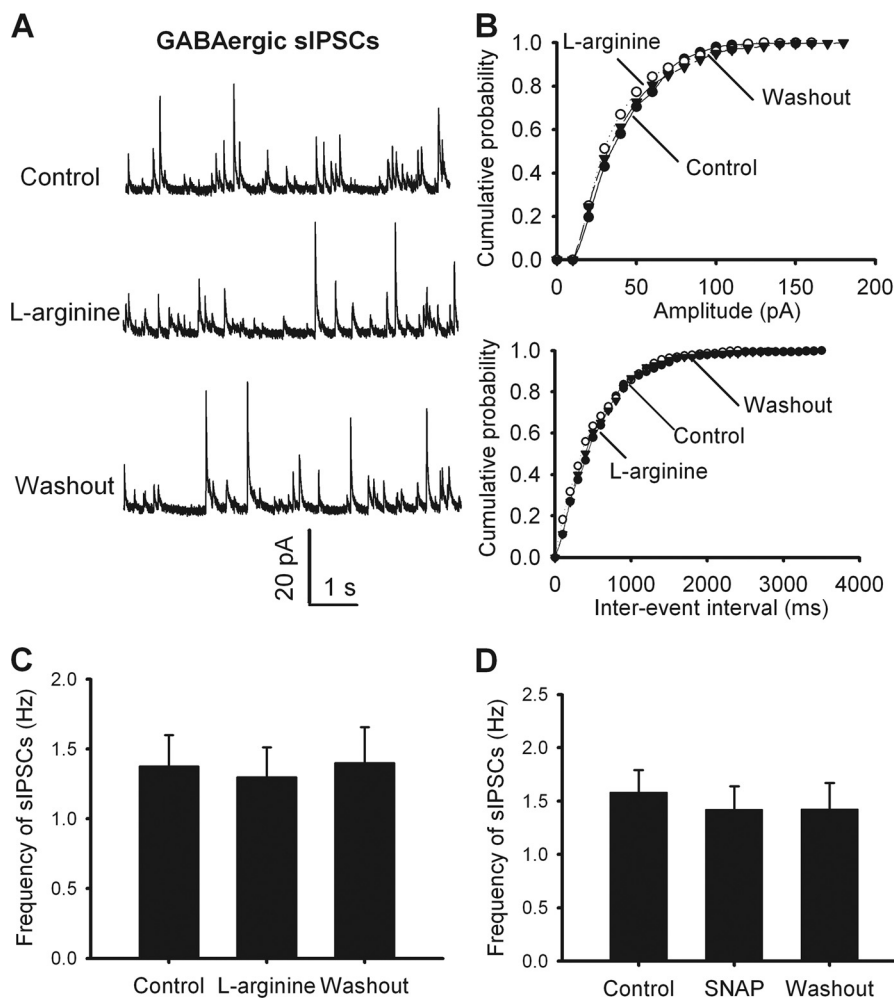 A
GABAergic sIPSCs
Control
L-arginine
Washout
20 pA
1 s
B
Cumulative probability
1.0
0.8
0.6
0.4
0.2
0.0
L-arginine
Washout
Control
0 50 100 150 200
Amplitude (pA)
Cumulative probability
1.0
0.8
0.6
0.4
0.2
0.0
Washout
Control
L-arginine
0 1000 2000 3000 4000
Inter-event interval (ms)
C
Frequency of sIPSCs (Hz)
2.0
1.5
1.0
0.5
0.0
Control L-arginine Washout
D
Frequency of sIPSCs (Hz)
2.5
2.0
1.5
1.0
0.5
0.0
Control SNAP Washout